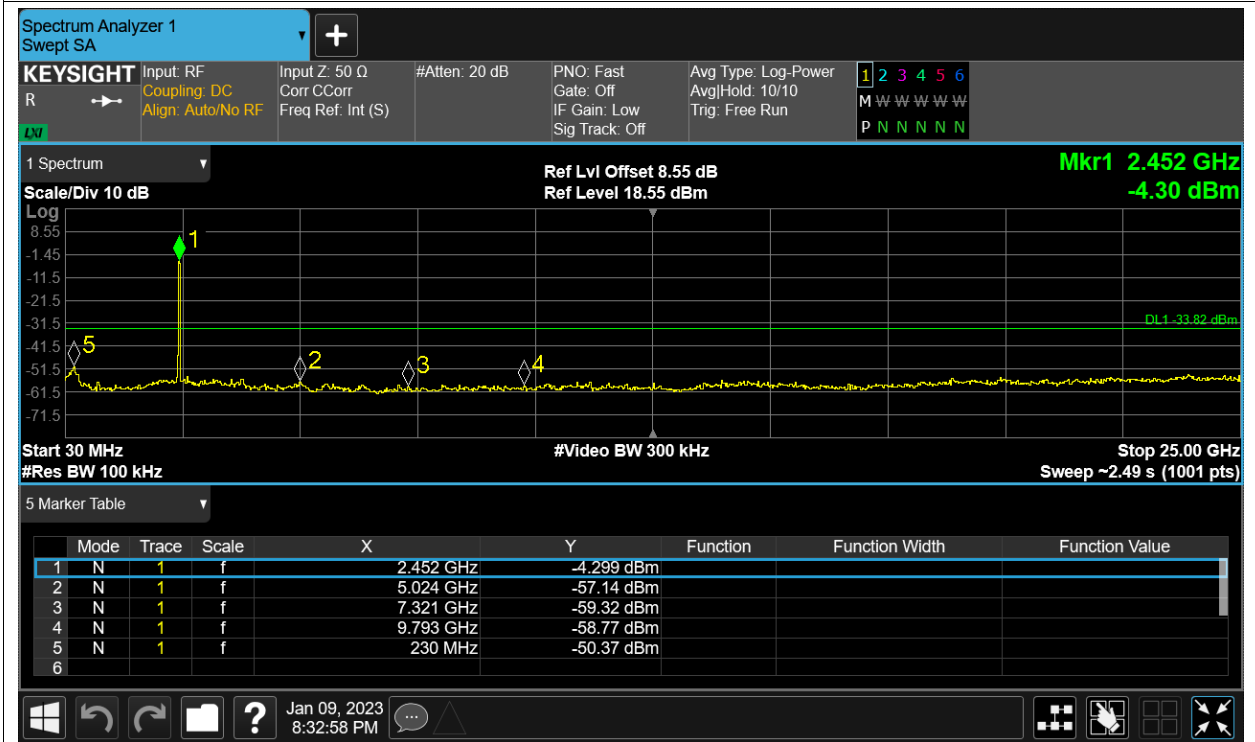 Spectrum Analyzer 1
Swept SA
+
KEYSIGHT Input: RF Input Z: 50 Ω #Atten: 20 dB PNO: Fast Avg Type: Log-Power 1 2 3 4 5 6
R Coupling: DC Corr CCorr Gate: Off Avg|Hold: 10/10 M W W W W W
Align: Auto/No RF Freq Ref: Int (S) IF Gain: Low Trig: Free Run
LXI Sig Track: Off P N N N N N
1 Spectrum Ref Lvl Offset 8.55 dB Mkr1 2.452 GHz
Scale/Div 10 dB Ref Level 18.55 dBm -4.30 dBm
Log
8.55
1
-1.45
-11.5
-21.5
-31.5 DL1 -33.82 dBm
-41.5 5
-51.5 2 3 4
-61.5
-71.5
Start 30 MHz #Video BW 300 kHz Stop 25.00 GHz
#Res BW 100 kHz Sweep ~2.49 s (1001 pts)
5 Marker Table
Mode Trace Scale X Y Function Function Width Function Value
1 N 1 f 2.452 GHz -4.299 dBm
2 N 1 f 5.024 GHz -57.14 dBm
3 N 1 f 7.321 GHz -59.32 dBm
4 N 1 f 9.793 GHz -58.77 dBm
5 N 1 f 230 MHz -50.37 dBm
6
? Jan 09, 2023
8:32:58 PM